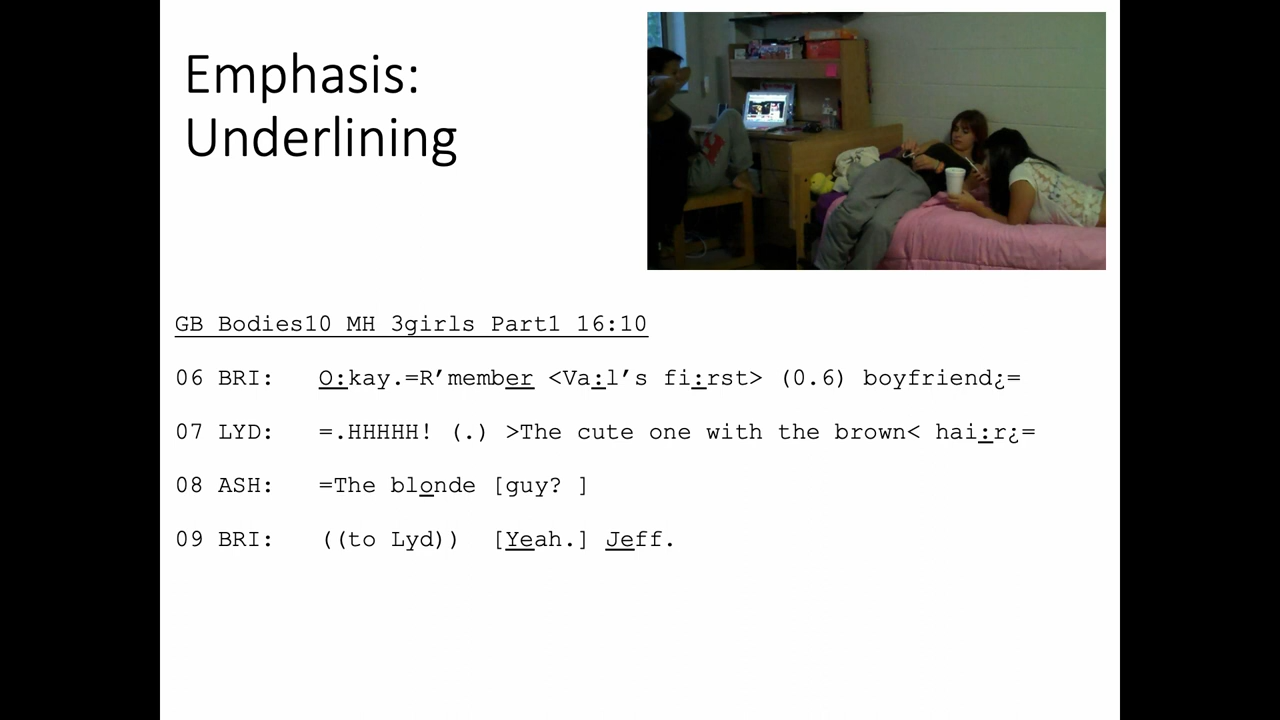 Emphasis:
Underlining
GB Bodies10 MH 3girls Part1 16:10
06 BRI: O:kay.=R’member <Va:l’s fi:rst> (0.6) boyfriend¿=
07 LYD: =.HHHHH! (.) >The cute one with the brown< hai:r¿=
08 ASH: =The blonde [guy? ]
09 BRI: ((to Lyd)) [Yeah.] Jeff.